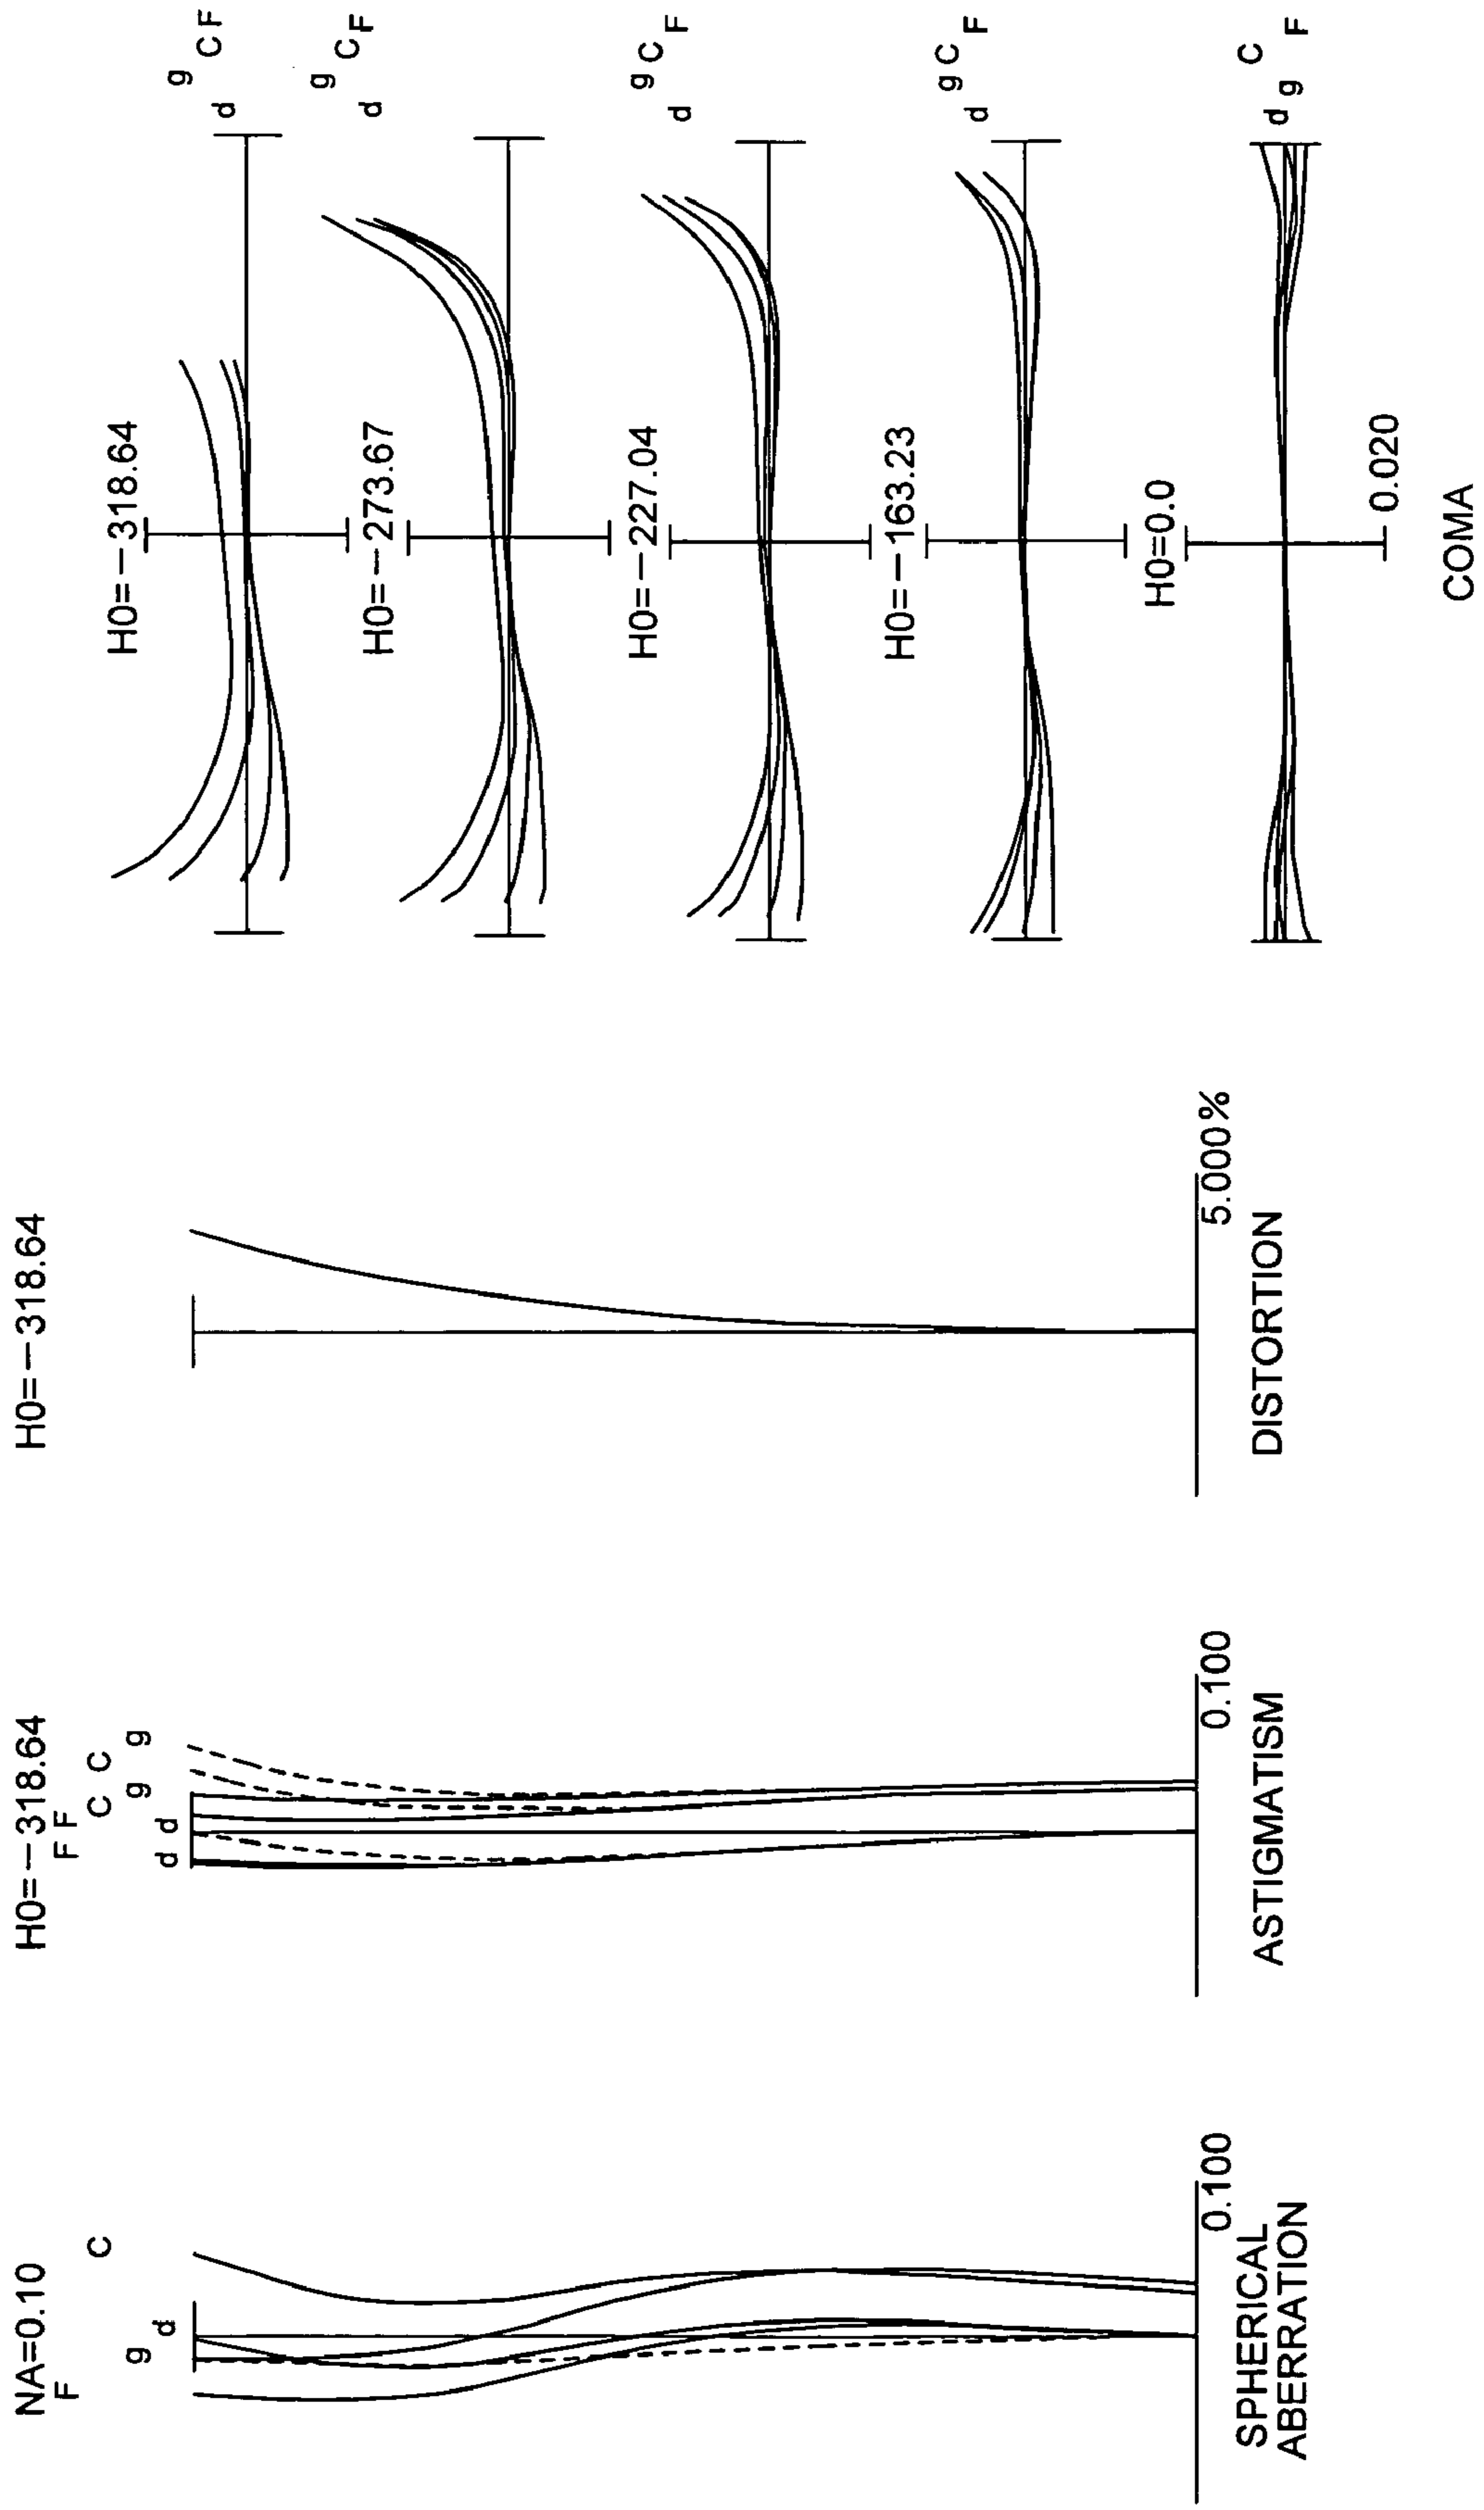 NA=0.10
F
g
d
C
0.100
SPHERICAL
ABERRATION
H0=−318.64
F F
d d
C g
C g
0.100
ASTIGMATISM
H0=−318.64
5.000%
DISTORTION
H0=−318.64
g
d
C
F
H0=−273.67
g
d
C
F
H0=−227.04
g
d
C
F
H0=−163.23
g
d
C
F
H0=0.0
C
d
g
F
0.020
COMA